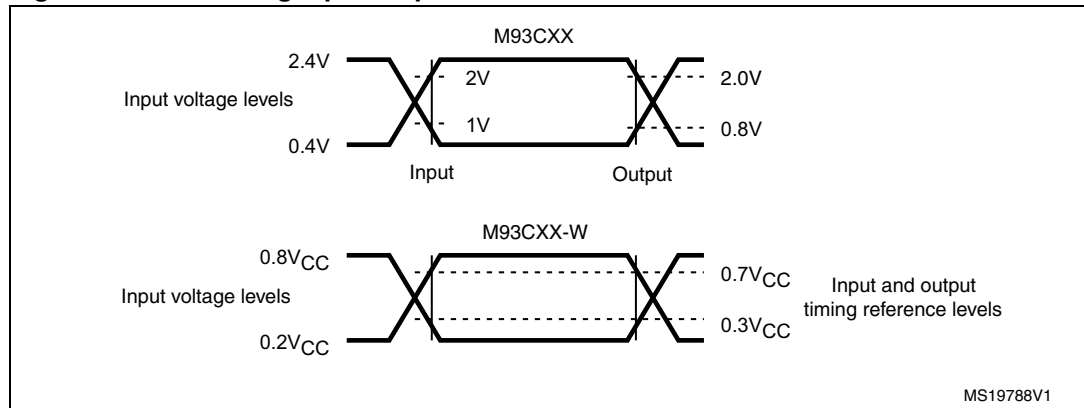 M93CXX
2.4V
2V
2.0V
Input voltage levels
1V
0.8V
0.4V
Input
Output
M93CXX-W
0.8VCC
0.7VCC
Input and output
timing reference levels
Input voltage levels
0.3VCC
0.2VCC
MS19788V1